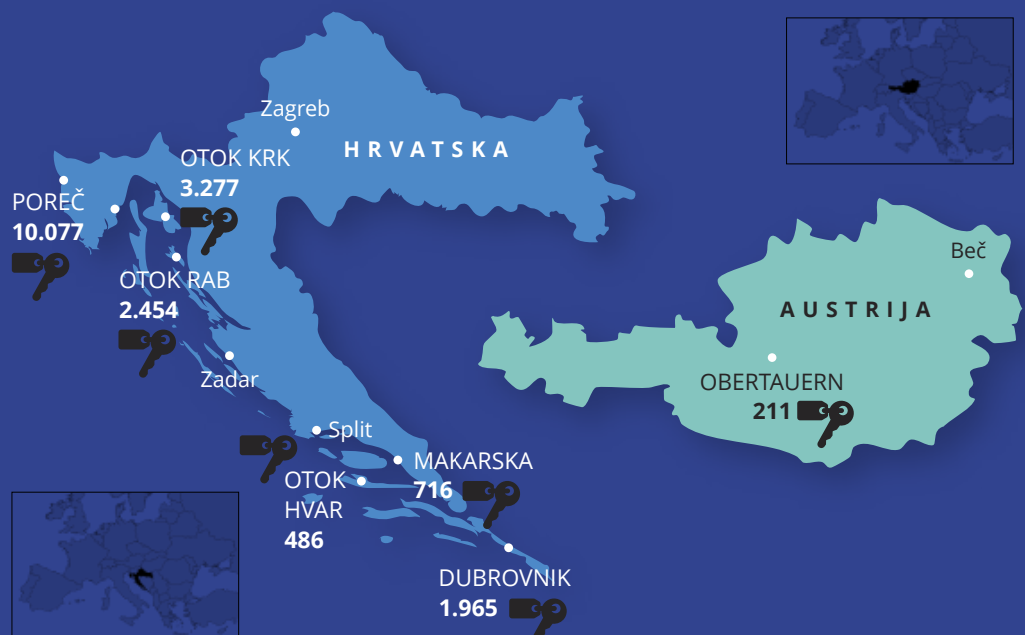 Zagreb
HRVATSKA
OTOK KRK
3.277
POREČ
10.077
OTOK RAB
2.454
Zadar
Split
MAKARSKA
716
OTOK
HVAR
486
DUBROVNIK
1.965
Beč
AUSTRIJA
OBERTAUERN
211